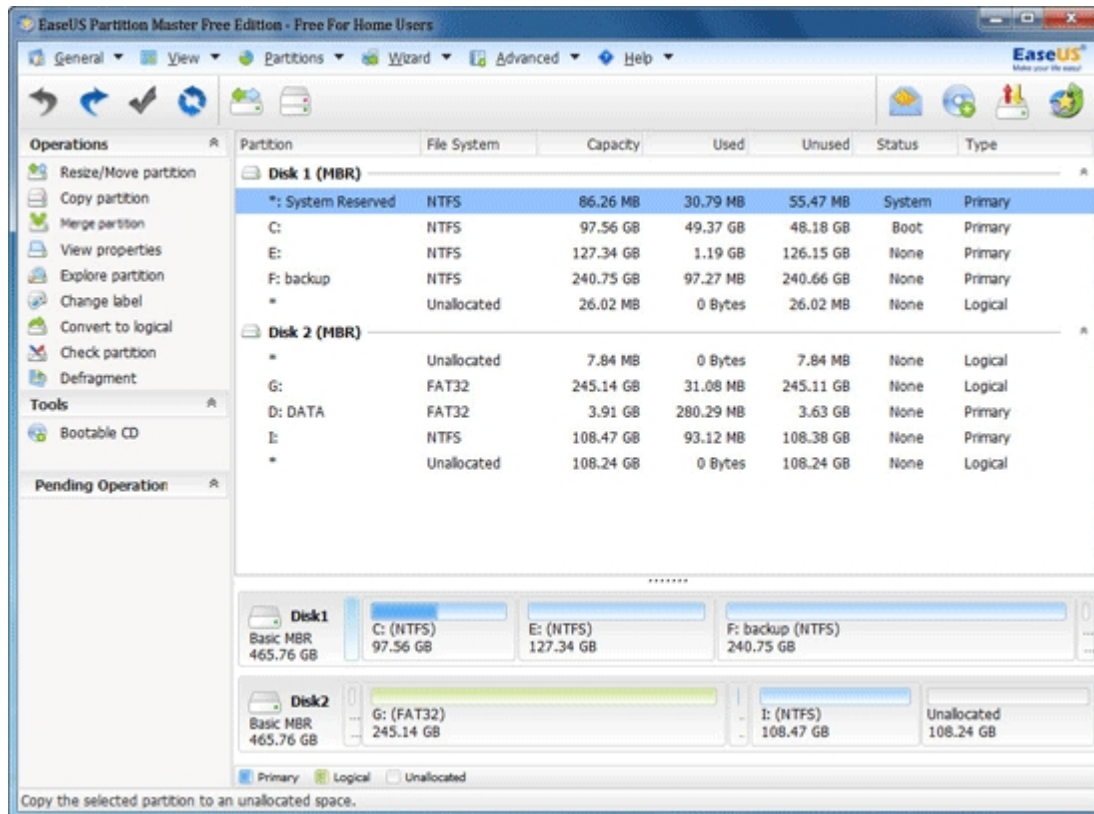 EaseUS Partition Master Free Edition - Free For Home Users
General View Partitions Wizard Advanced Help
EaseUS
Make your life easy!
Operations
Resize/Move partition
Copy partition
Merge partition
View properties
Explore partition
Change label
Convert to logical
Check partition
Defragment
Tools
Bootable CD
Pending Operation
Partition File System Capacity Used Unused Status Type
Disk 1 (MBR)
*: System Reserved NTFS 86.26 MB 30.79 MB 55.47 MB System Primary
C: NTFS 97.56 GB 49.37 GB 48.18 GB Boot Primary
E: NTFS 127.34 GB 1.19 GB 126.15 GB None Primary
F: backup NTFS 240.75 GB 97.27 MB 240.66 GB None Primary
* Unallocated 26.02 MB 0 Bytes 26.02 MB None Logical
Disk 2 (MBR)
* Unallocated 7.84 MB 0 Bytes 7.84 MB None Logical
G: FAT32 245.14 GB 31.08 MB 245.11 GB None Logical
D: DATA FAT32 3.91 GB 280.29 MB 3.63 GB None Primary
I: NTFS 108.47 GB 93.12 MB 108.38 GB None Primary
* Unallocated 108.24 GB 0 Bytes 108.24 GB None Logical
Disk1
Basic MBR
465.76 GB
C: (NTFS)
97.56 GB
E: (NTFS)
127.34 GB
F: backup (NTFS)
240.75 GB
...
...
Disk2
Basic MBR
465.76 GB
...
...
G: (FAT32)
245.14 GB
I: (NTFS)
108.47 GB
Unallocated
108.24 GB
Primary Logical Unallocated
Copy the selected partition to an unallocated space.